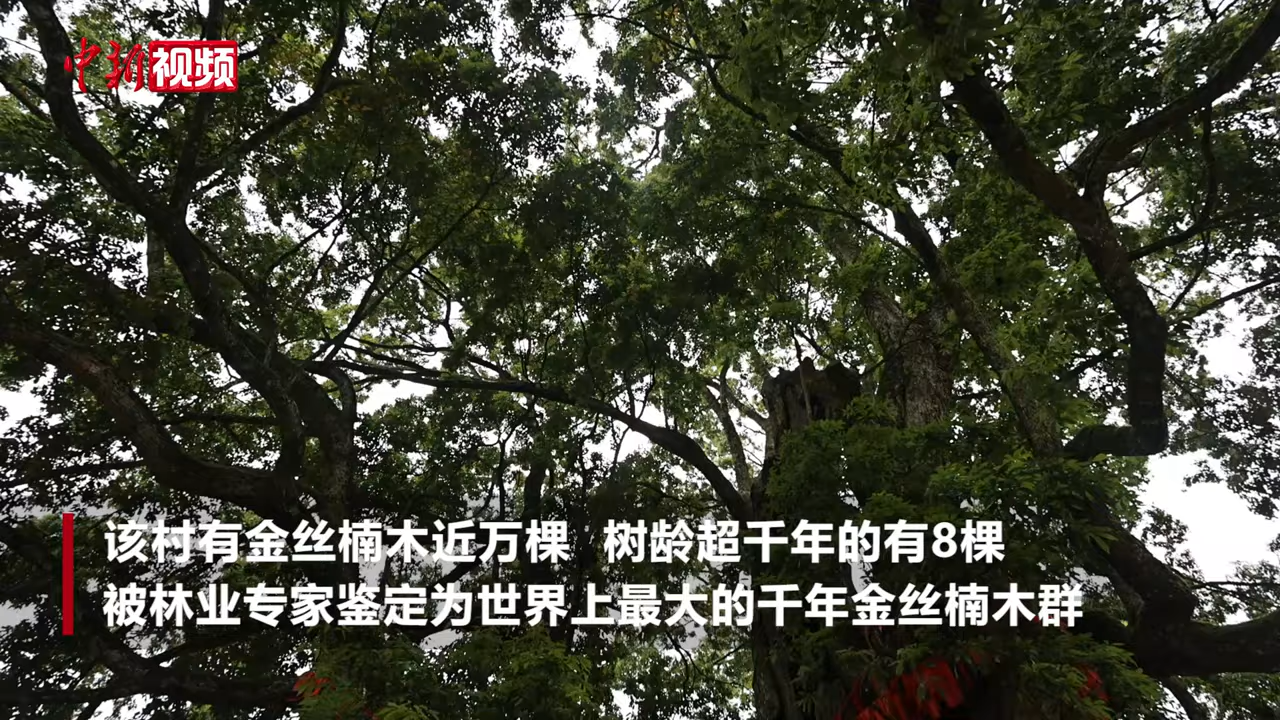 中新视频
该村有金丝楠木近万棵 树龄超千年的有8棵
被林业专家鉴定为世界上最大的千年金丝楠木群